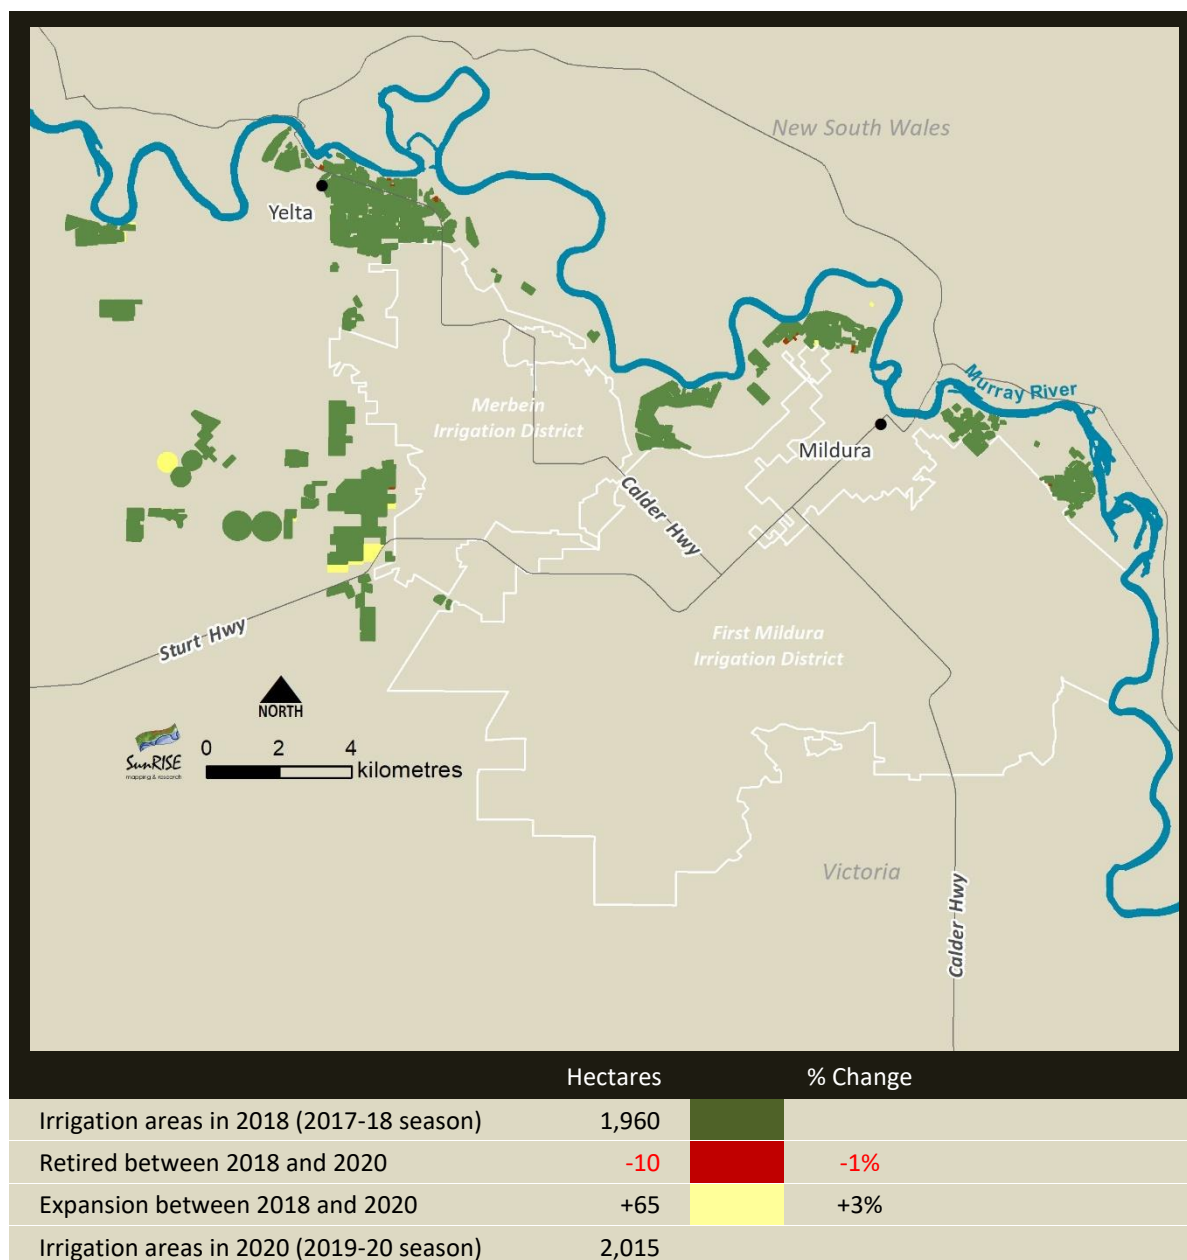 New South Wales
Yelta
Murray River
Merbein
Irrigation District
Mildura
Calder Hwy
First Mildura
Irrigation District
Sturt Hwy
NORTH
SunRISE
mapping & research
0 2 4
kilometres
Victoria
Calder Hwy
Hectares % Change
Irrigation areas in 2018 (2017-18 season) 1,960
Retired between 2018 and 2020 -10 -1%
Expansion between 2018 and 2020 +65 +3%
Irrigation areas in 2020 (2019-20 season) 2,015